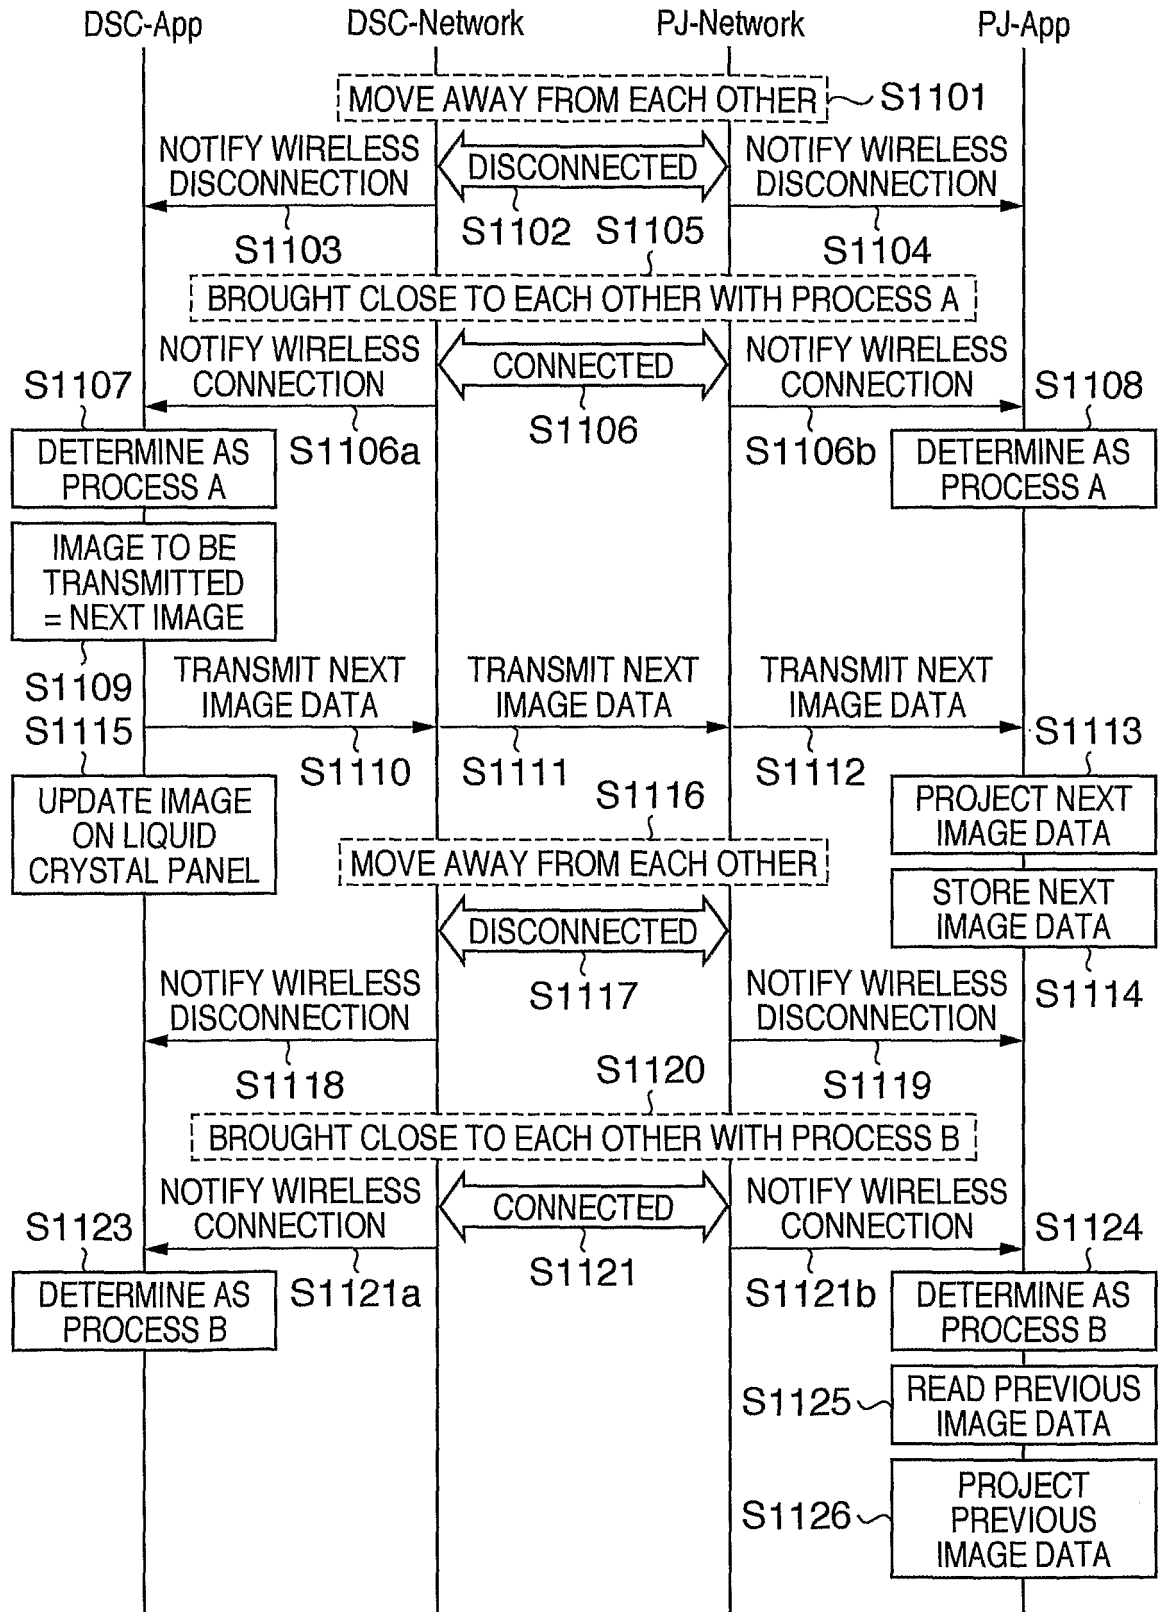 DSC-App DSC-Network PJ-Network PJ-App
MOVE AWAY FROM EACH OTHER
S1101
NOTIFY WIRELESS
DISCONNECTION
DISCONNECTED
NOTIFY WIRELESS
DISCONNECTION
S1103
S1102
S1105
S1104
BROUGHT CLOSE TO EACH OTHER WITH PROCESS A
NOTIFY WIRELESS
CONNECTION
CONNECTED
NOTIFY WIRELESS
CONNECTION
S1107
S1106a
S1106
S1106b
S1108
DETERMINE AS
PROCESS A
DETERMINE AS
PROCESS A
IMAGE TO BE
TRANSMITTED
= NEXT IMAGE
S1109
TRANSMIT NEXT
IMAGE DATA
TRANSMIT NEXT
IMAGE DATA
TRANSMIT NEXT
IMAGE DATA
S1115
S1110
S1111
S1112
S1113
UPDATE IMAGE
ON LIQUID
CRYSTAL PANEL
S1116
PROJECT NEXT
IMAGE DATA
MOVE AWAY FROM EACH OTHER
STORE NEXT
IMAGE DATA
DISCONNECTED
S1117
S1114
NOTIFY WIRELESS
DISCONNECTION
NOTIFY WIRELESS
DISCONNECTION
S1118
S1120
S1119
BROUGHT CLOSE TO EACH OTHER WITH PROCESS B
NOTIFY WIRELESS
CONNECTION
CONNECTED
NOTIFY WIRELESS
CONNECTION
S1123
S1121a
S1121
S1121b
S1124
DETERMINE AS
PROCESS B
DETERMINE AS
PROCESS B
S1125
READ PREVIOUS
IMAGE DATA
S1126
PROJECT
PREVIOUS
IMAGE DATA